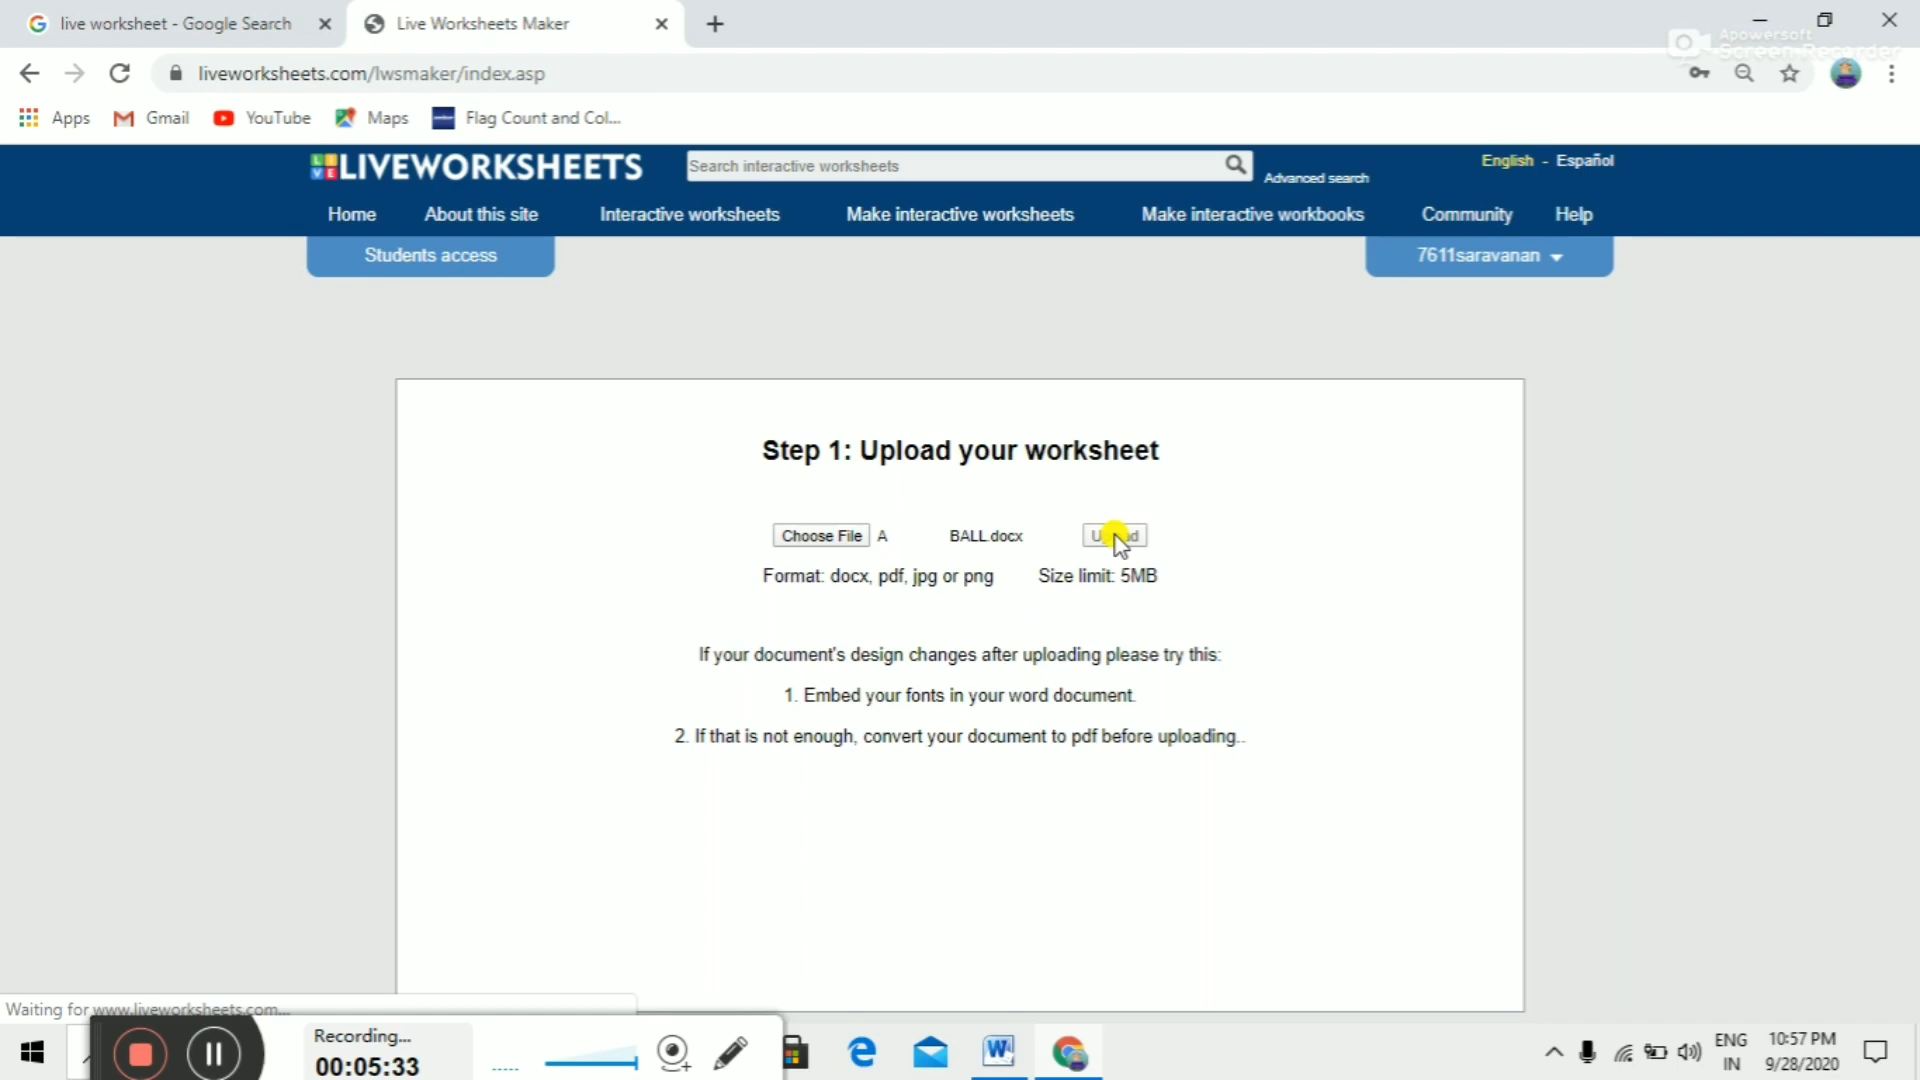 live worksheet - Google Search
Live Worksheets Maker
Apowersoft
Screen Recorder
liveworksheets.com/lwsmaker/index.asp
Apps
Gmail
YouTube
Maps
Flag Count and Col...
LIVEWORKSHEETS
Search interactive worksheets
Advanced search
English - Español
Home
About this site
Interactive worksheets
Make interactive worksheets
Make interactive workbooks
Community
Help
Students access
7611saravanan
Step 1: Upload your worksheet
Choose File A BALL.docx
Format: docx, pdf, jpg or png Size limit: 5MB
If your document's design changes after uploading please try this:
1. Embed your fonts in your word document.
2. If that is not enough, convert your document to pdf before uploading..
Waiting for www.liveworksheets.com...
Recording...
00:05:33
ENG
IN
10:57 PM
9/28/2020